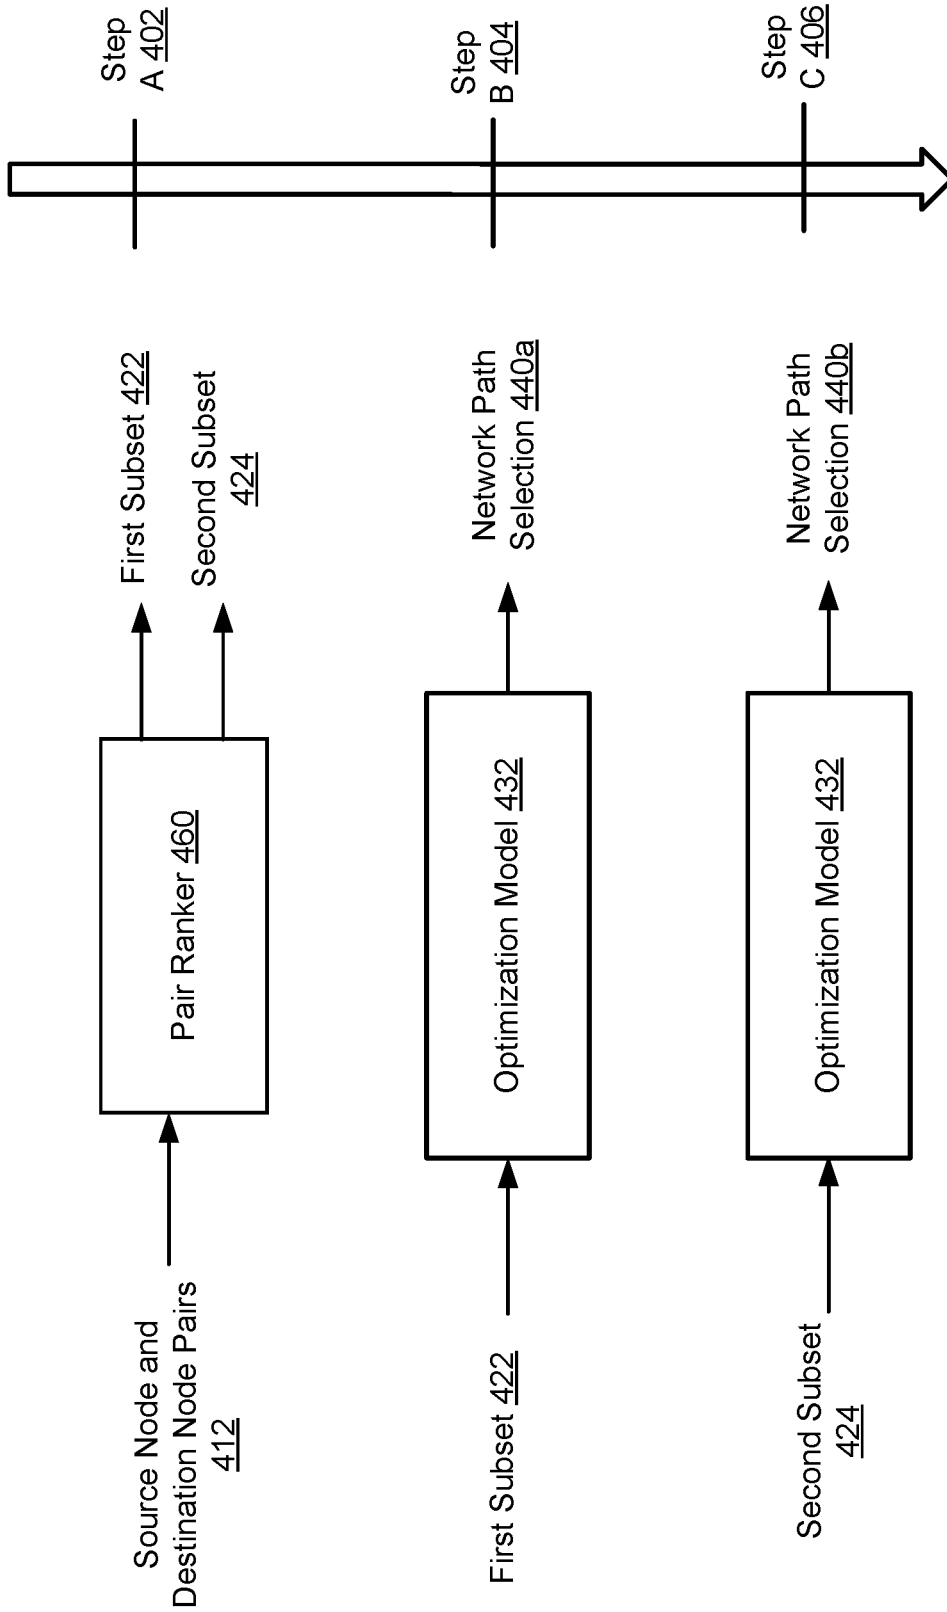 Source Node and
Destination Node Pairs
412
Pair Ranker 460
First Subset 422
Second Subset
424
Step
A 402
First Subset 422
Optimization Model 432
Network Path
Selection 440a
Step
B 404
Second Subset
424
Optimization Model 432
Network Path
Selection 440b
Step
C 406